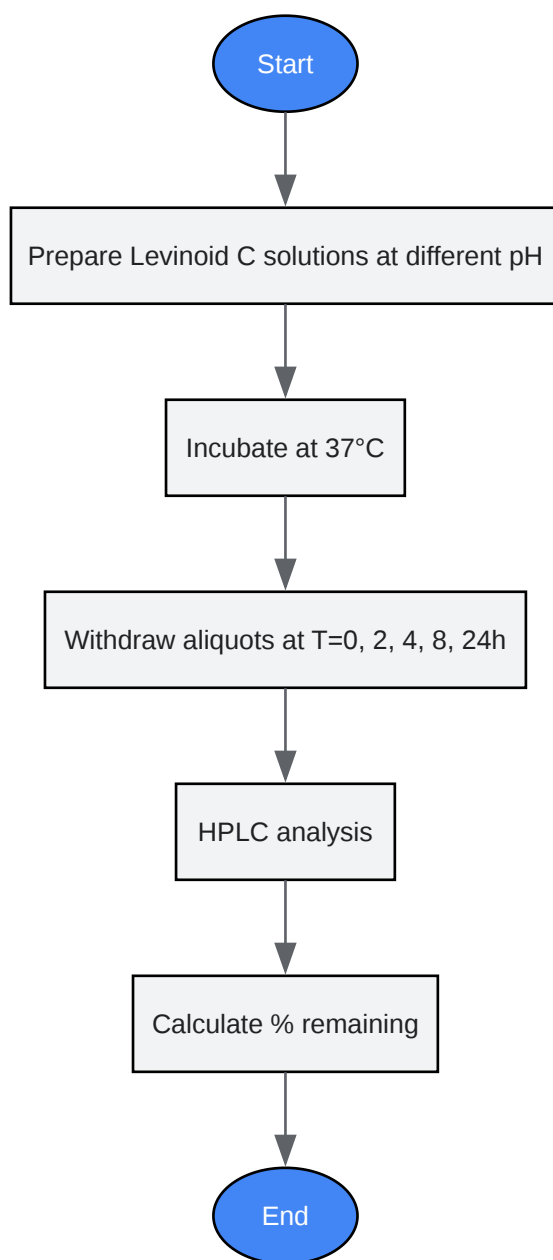 Start
Prepare Levinoid C solutions at different pH
Incubate at 37°C
Withdraw aliquots at T=0, 2, 4, 8, 24h
HPLC analysis
Calculate % remaining
End